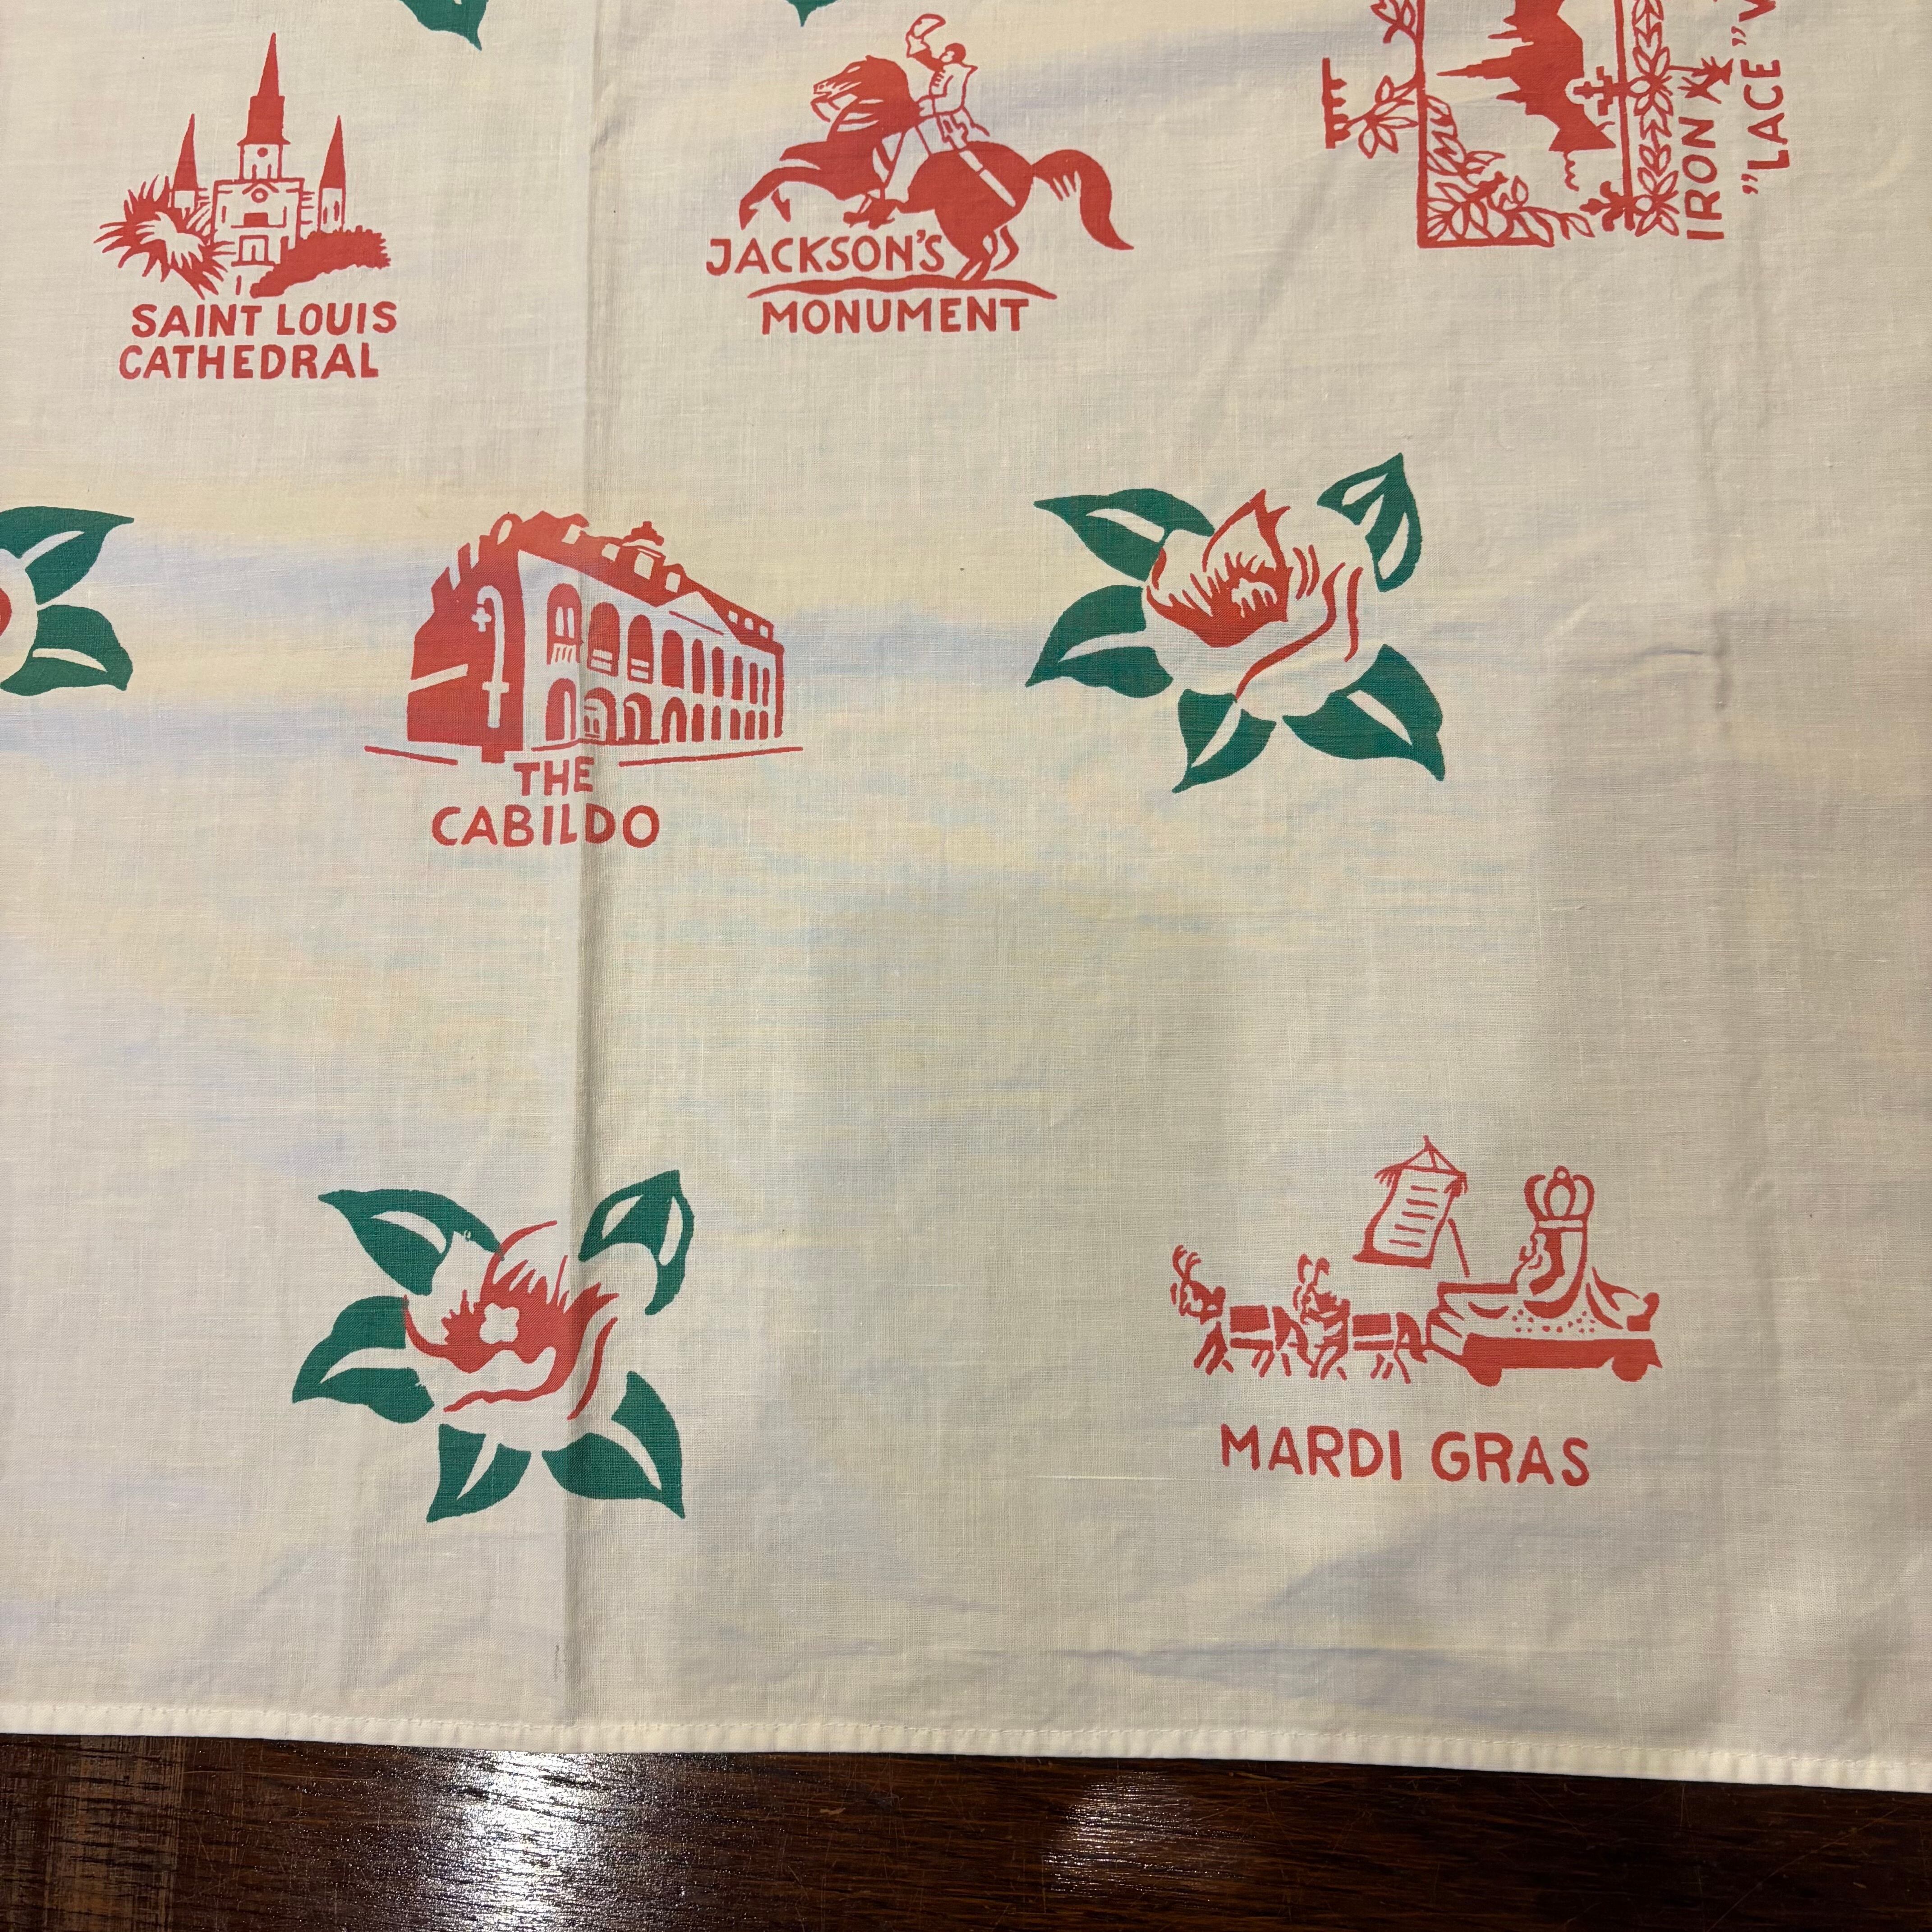 SAINT LOUIS
CATHEDRAL
JACKSON'S
MONUMENT
IRON
"LACE"
THE
CABILDO
MARDI GRAS